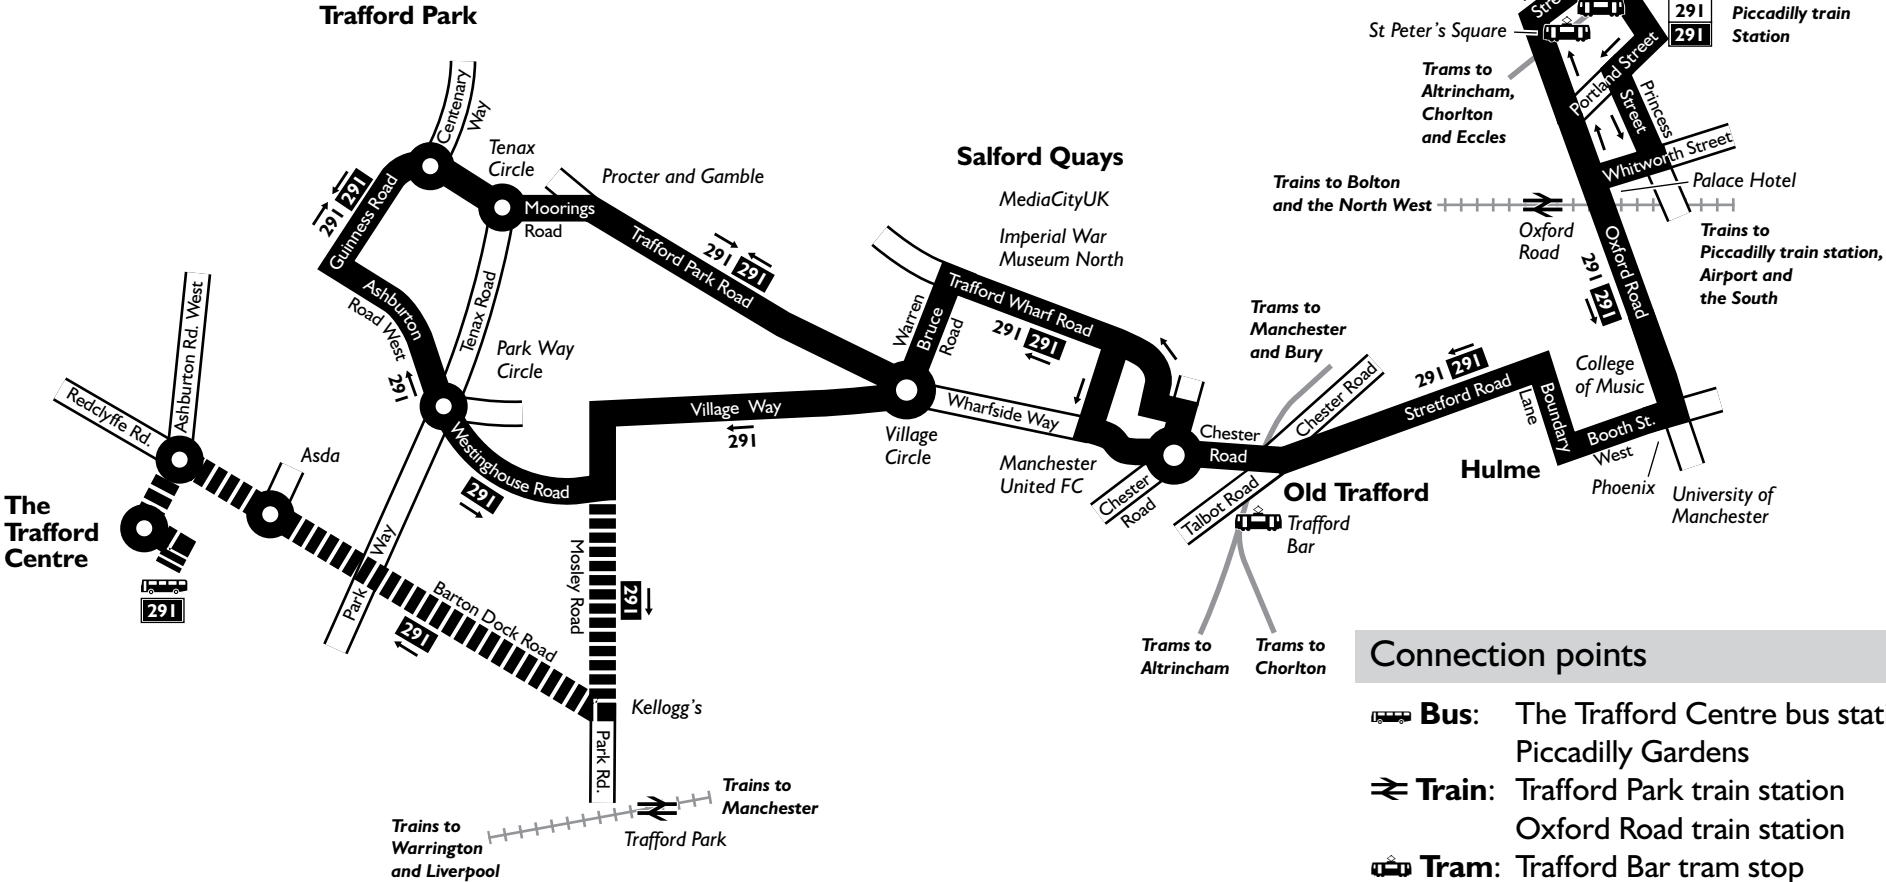 Trafford Park
Centenary
Way
Tenax
Circle
Procter and Gamble
291
291
Guinness Road
Moorings
Road
Trafford Park Road
291
291
Ashburton
Road West
Tenax Road
Park Way
Circle
291
Ashburton Rd. West
Redclyffe Rd.
Asda
The
Trafford
Centre
291
Westinghouse Road
291
Village Way
291
Village
Circle
Park
Way
Barton Dock Road
291
Mosley Road
291
Kellogg's
Park Rd.
Trains to
Manchester
Trafford Park
Trains to
Warrington
and Liverpool
Salford Quays
MediaCityUK
Imperial War
Museum North
Warren
Bruce
Road
Trafford Wharf Road
291
291
Wharfside Way
Manchester
United FC
Chester
Road
Chester
Road
Talbot Road
Chester Road
Trams to
Manchester
and Bury
Old Trafford
Trafford
Bar
Trams to
Altrincham
Trams to
Chorlton
291
291
Stretford Road
Hulme
Boundary
Lane
Booth St.
West
College
of Music
Phoenix
University of
Manchester
291
291
Oxford Road
Oxford
Road
Trains to Bolton
and the North West
Trains to
Piccadilly train station,
Airport and
the South
Palace Hotel
Whitworth Street
Princess
Street
Portland Street
St Peter's Square
Trams to
Altrincham,
Chorlton
and Eccles
291
291
Piccadilly train
Station
Connection points
Bus: The Trafford Centre bus stat
Piccadilly Gardens
Train: Trafford Park train station
Oxford Road train station
Tram: Trafford Bar tram stop